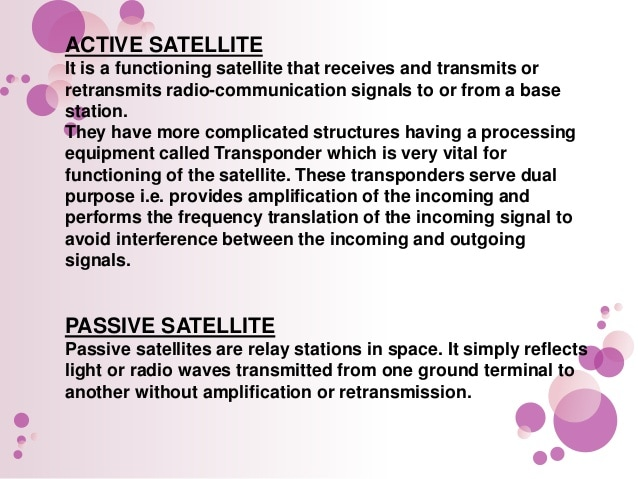 ACTIVE SATELLITE
It is a functioning satellite that receives and transmits or
retransmits radio-communication signals to or from a base
station.
They have more complicated structures having a processing
equipment called Transponder which is very vital for
functioning of the satellite. These transponders serve dual
purpose i.e. provides amplification of the incoming and
performs the frequency translation of the incoming signal to
avoid interference between the incoming and outgoing
signals.
PASSIVE SATELLITE
Passive satellites are relay stations in space. It simply reflects
light or radio waves transmitted from one ground terminal to
another without amplification or retransmission.